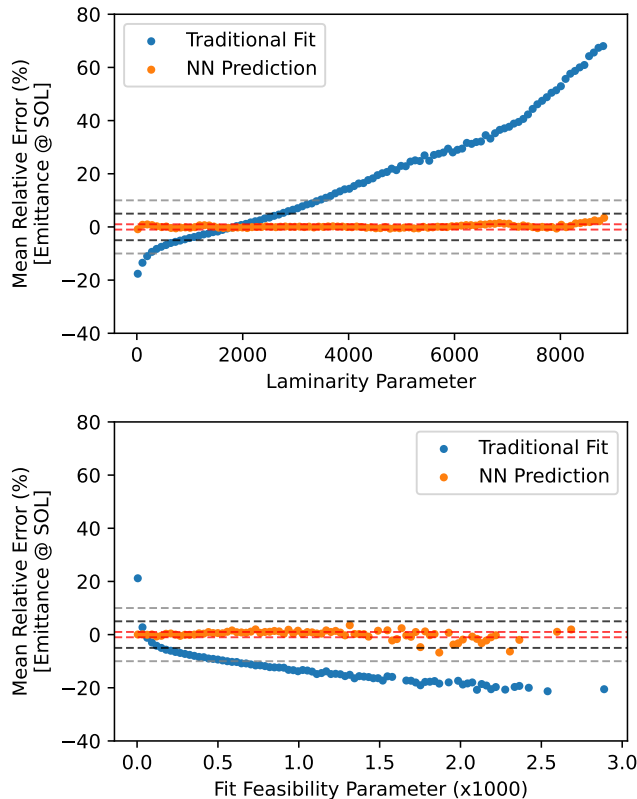 80
60
40
20
0
−20
−40
Mean Relative Error (%)
[Emittance @ SOL]
Traditional Fit
NN Prediction
0
2000
4000
6000
8000
Laminarity Parameter
80
60
40
20
0
−20
−40
Mean Relative Error (%)
[Emittance @ SOL]
Traditional Fit
NN Prediction
0.0
0.5
1.0
1.5
2.0
2.5
3.0
Fit Feasibility Parameter (x1000)